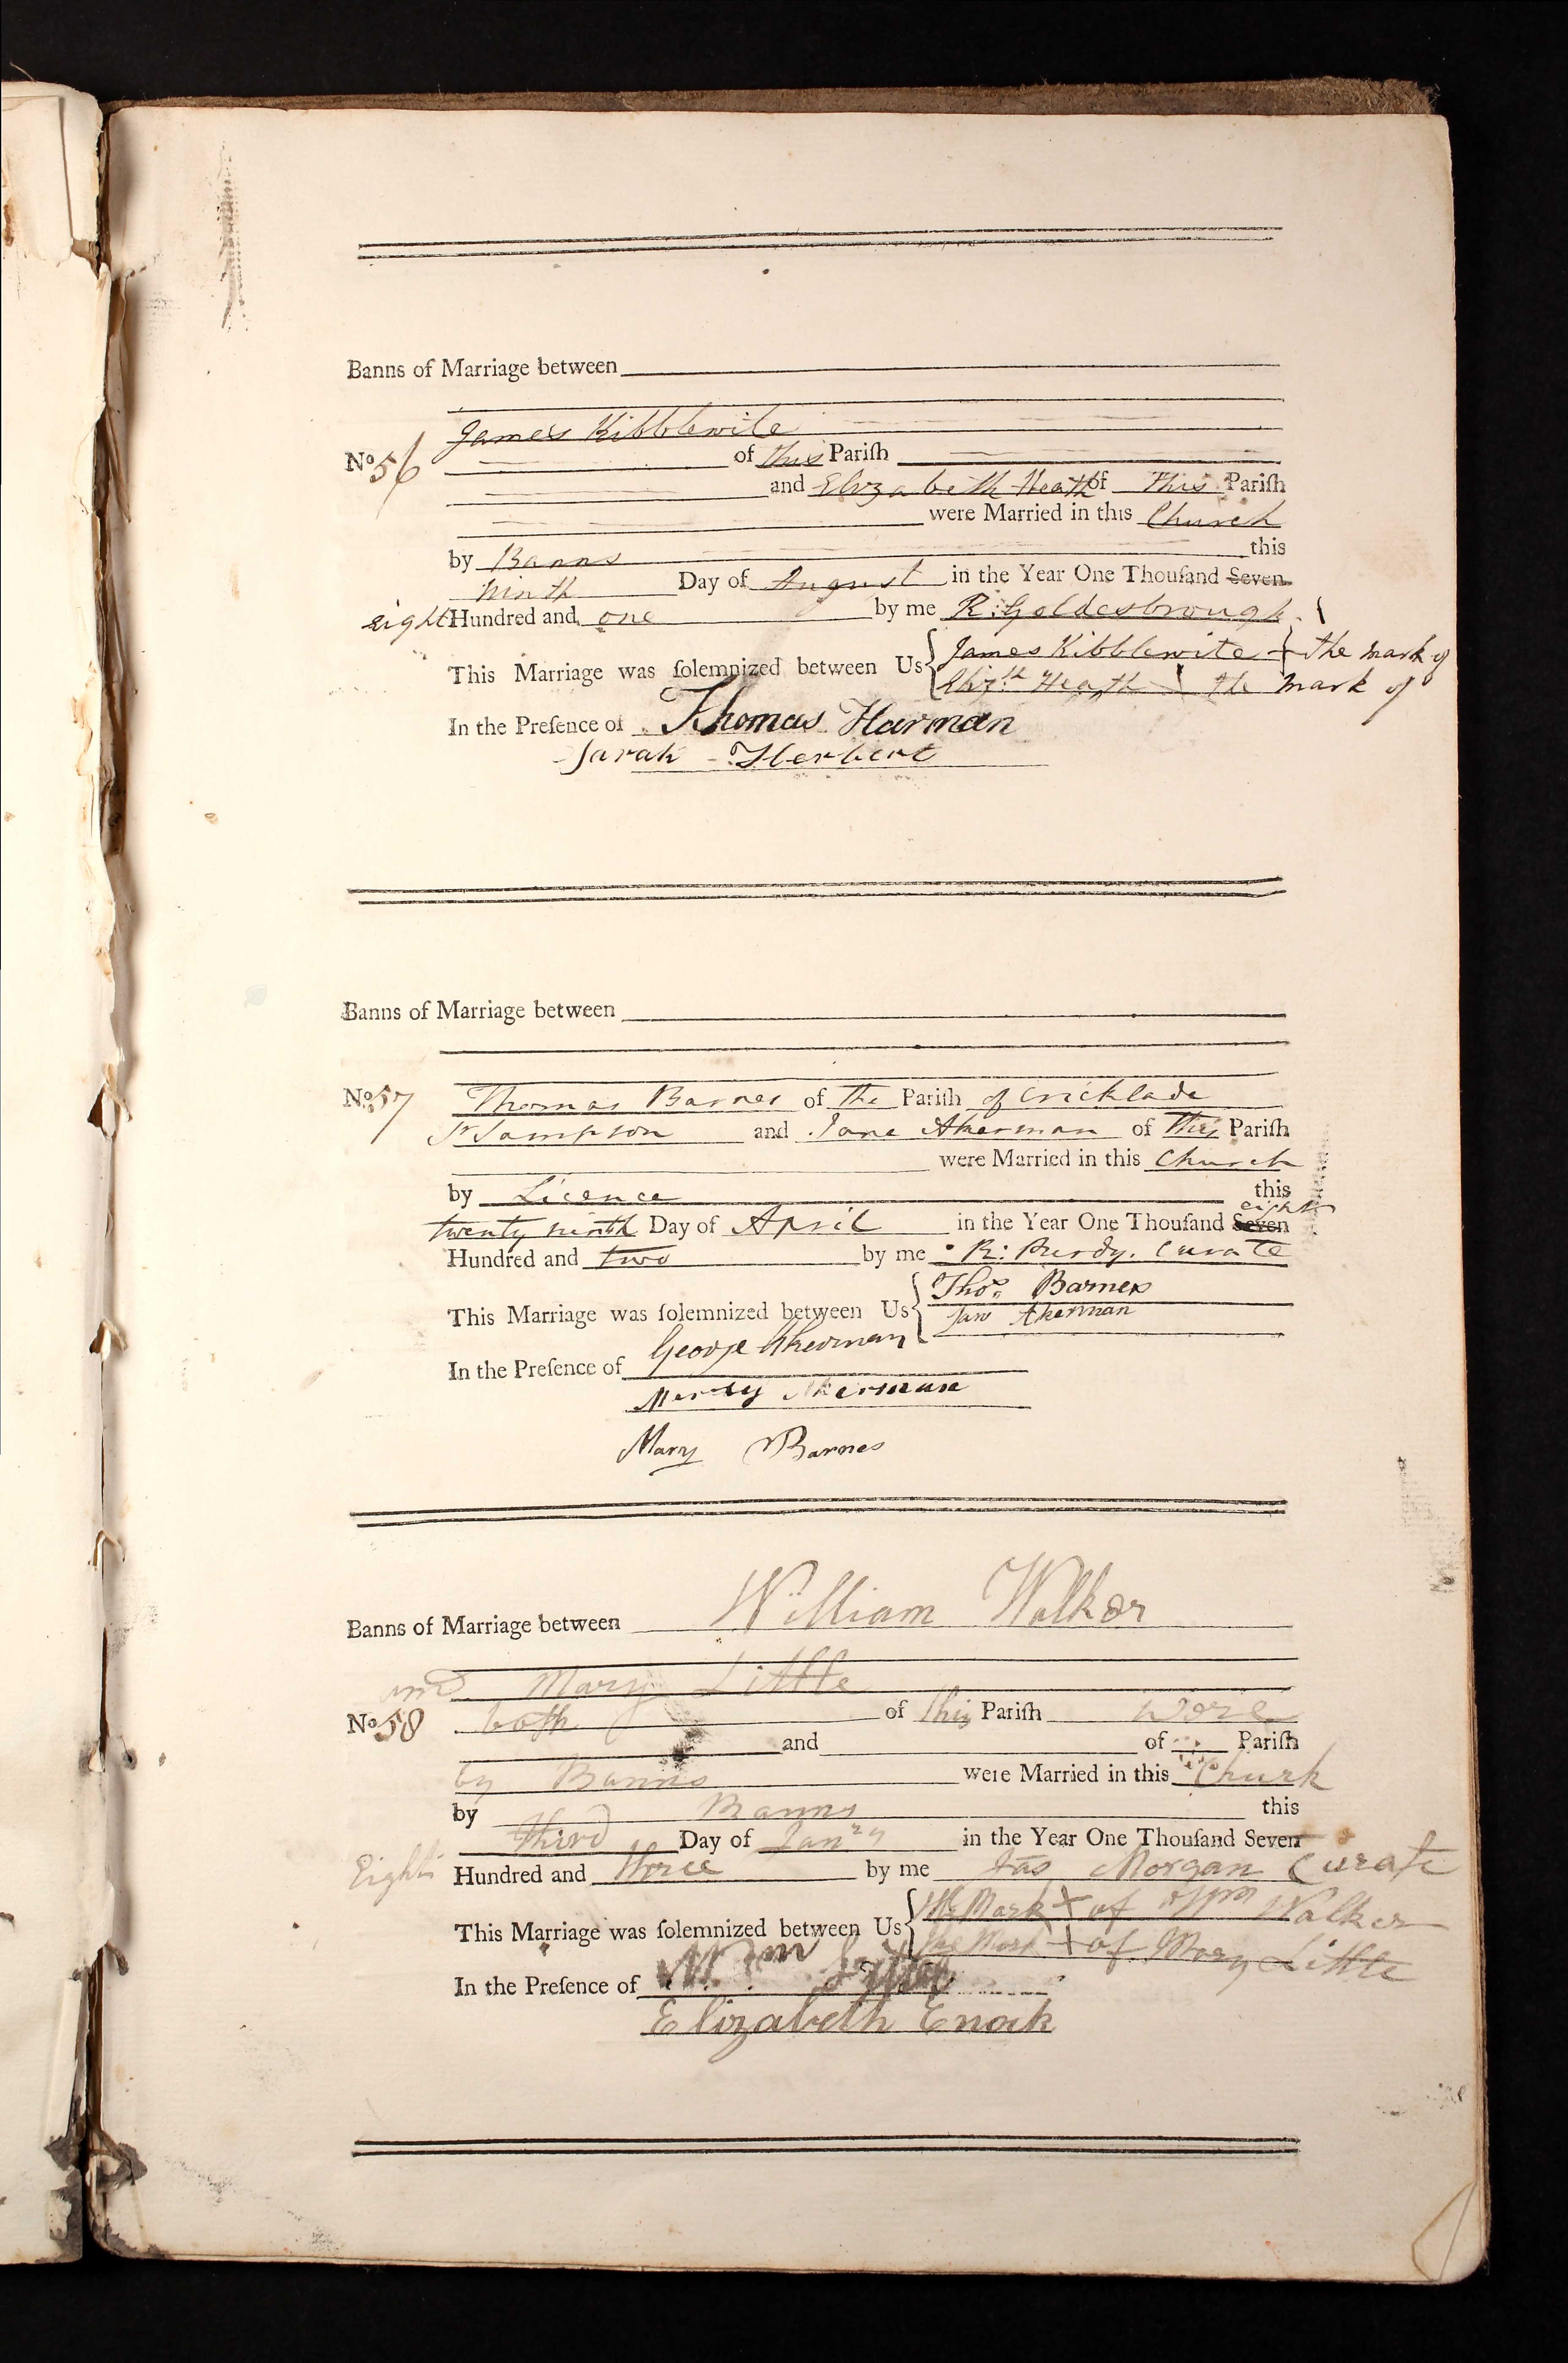 Banns of Marriage between
James Kibblewite
No 56
of this Pariſh
and Elizabeth Heath of This Pariſh
were Married in this Church
by Banns this
Ninth Day of August in the Year One Thouſand Seven
eight Hundred and one by me R: Goldesbrough
This Marriage was ſolemnized between Us James Kibblewite + the mark of
Elizth Heath \ the mark of
In the Preſence of Thomas Harman
Sarah Herbert
Banns of Marriage between
No 57 Thomas Barnes of the Pariſh of Cricklade
St Sampson and Jane Akerman of this Pariſh
were Married in this Church
by Licence this
eight
twenty ninth Day of April in the Year One Thouſand Seven
Hundred and two by me R: Purdy. Curate
This Marriage was ſolemnized between Us Thos. Barnes
Jane Akerman
In the Preſence of George Akerman
Akerman
Mary Barnes
Banns of Marriage between William Walker
and Mary Little
No 58 both of this Pariſh were
and of Pariſh
by Banns were Married in this Church
by Banns this
third Day of Janry in the Year One Thouſand Seven
Eight Hundred and three by me Jas Morgan Curate
This Marriage was ſolemnized between Us The Mark + of Wm Walker
The Mark + of Mary Little
In the Preſence of Wm
Elizabeth Enock